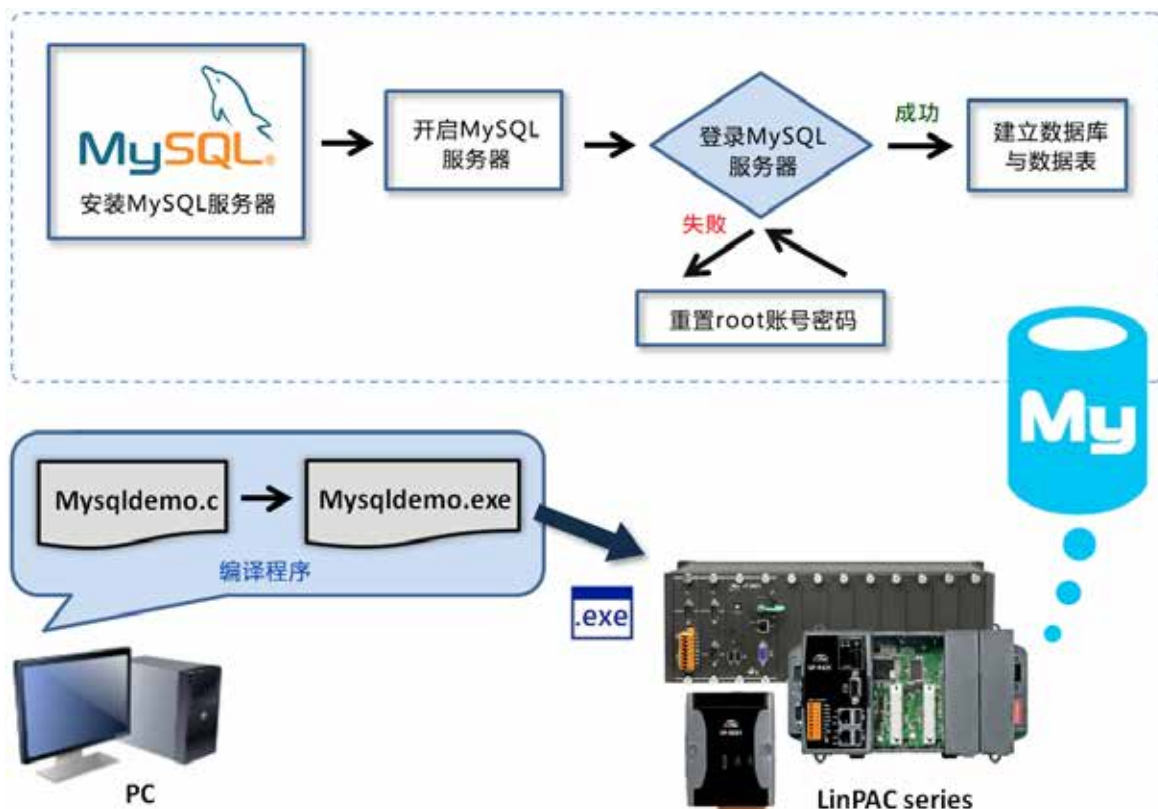 MySQL®
安装MySQL服务器
开启MySQL
服务器
登录MySQL
服务器
成功
建立数据库
与数据表
失败
重置root账号密码
My
Mysqldemo.c
Mysqldemo.exe
编译程序
.exe
PC
LinPAC series